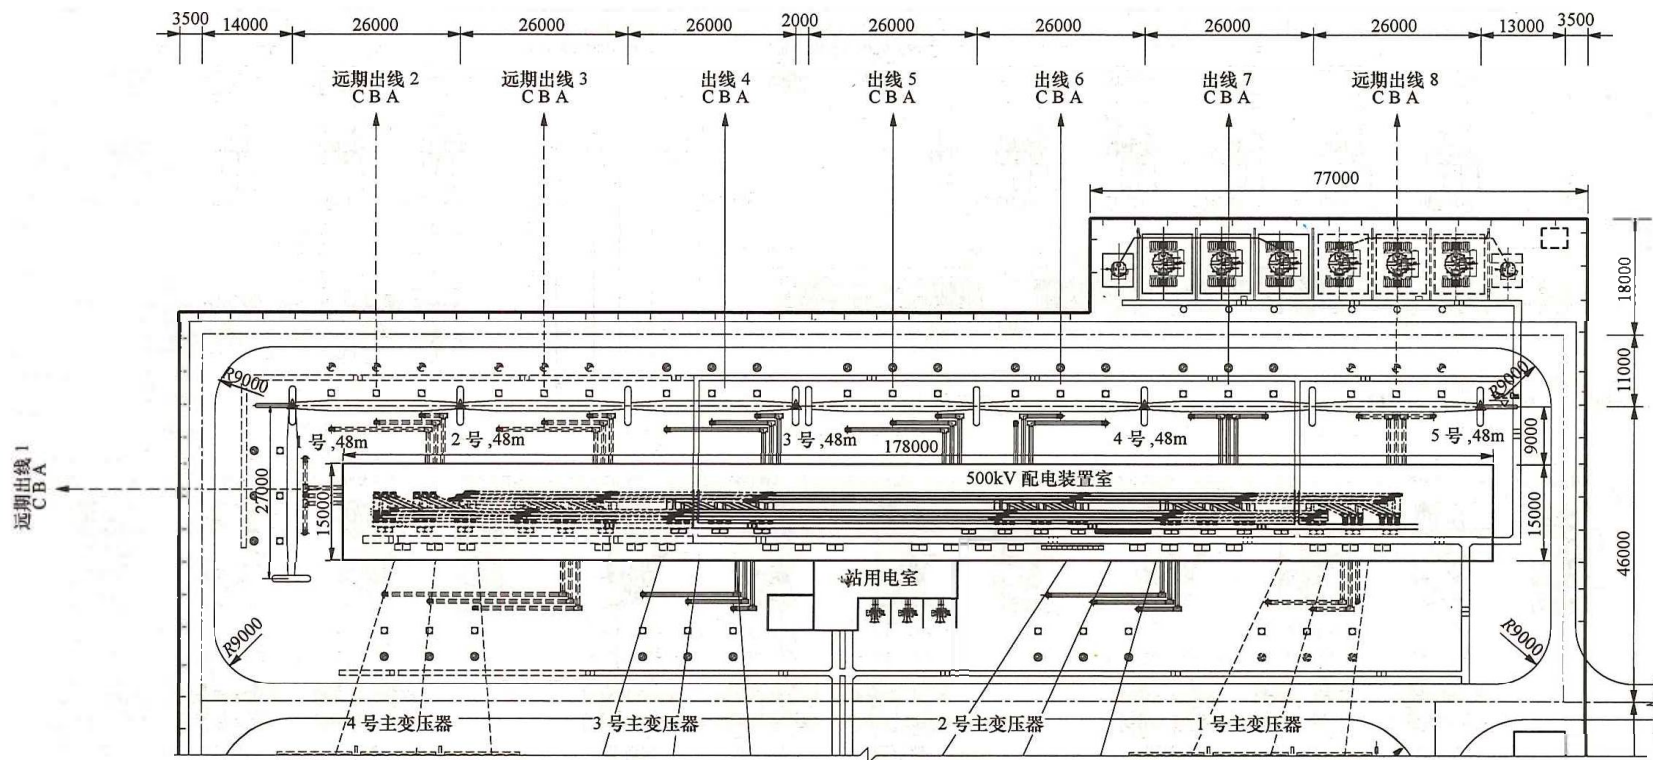 3500 14000 26000 26000 26000 2000 26000 26000 26000 26000 13000 3500
远期出线 2
C B A
远期出线 3
C B A
出线 4
C B A
出线 5
C B A
出线 6
C B A
出线 7
C B A
远期出线 8
C B A
77000
18000
11000
R9000
R9000
远期出线 1
C B A
1 号,48m
2 号,48m
3 号,48m
4 号,48m
5 号,48m
178000
9000
27000
15000
500kV 配电装置室
15000
46000
站用电室
R9000
R9000
4 号主变压器
3 号主变压器
2 号主变压器
1 号主变压器